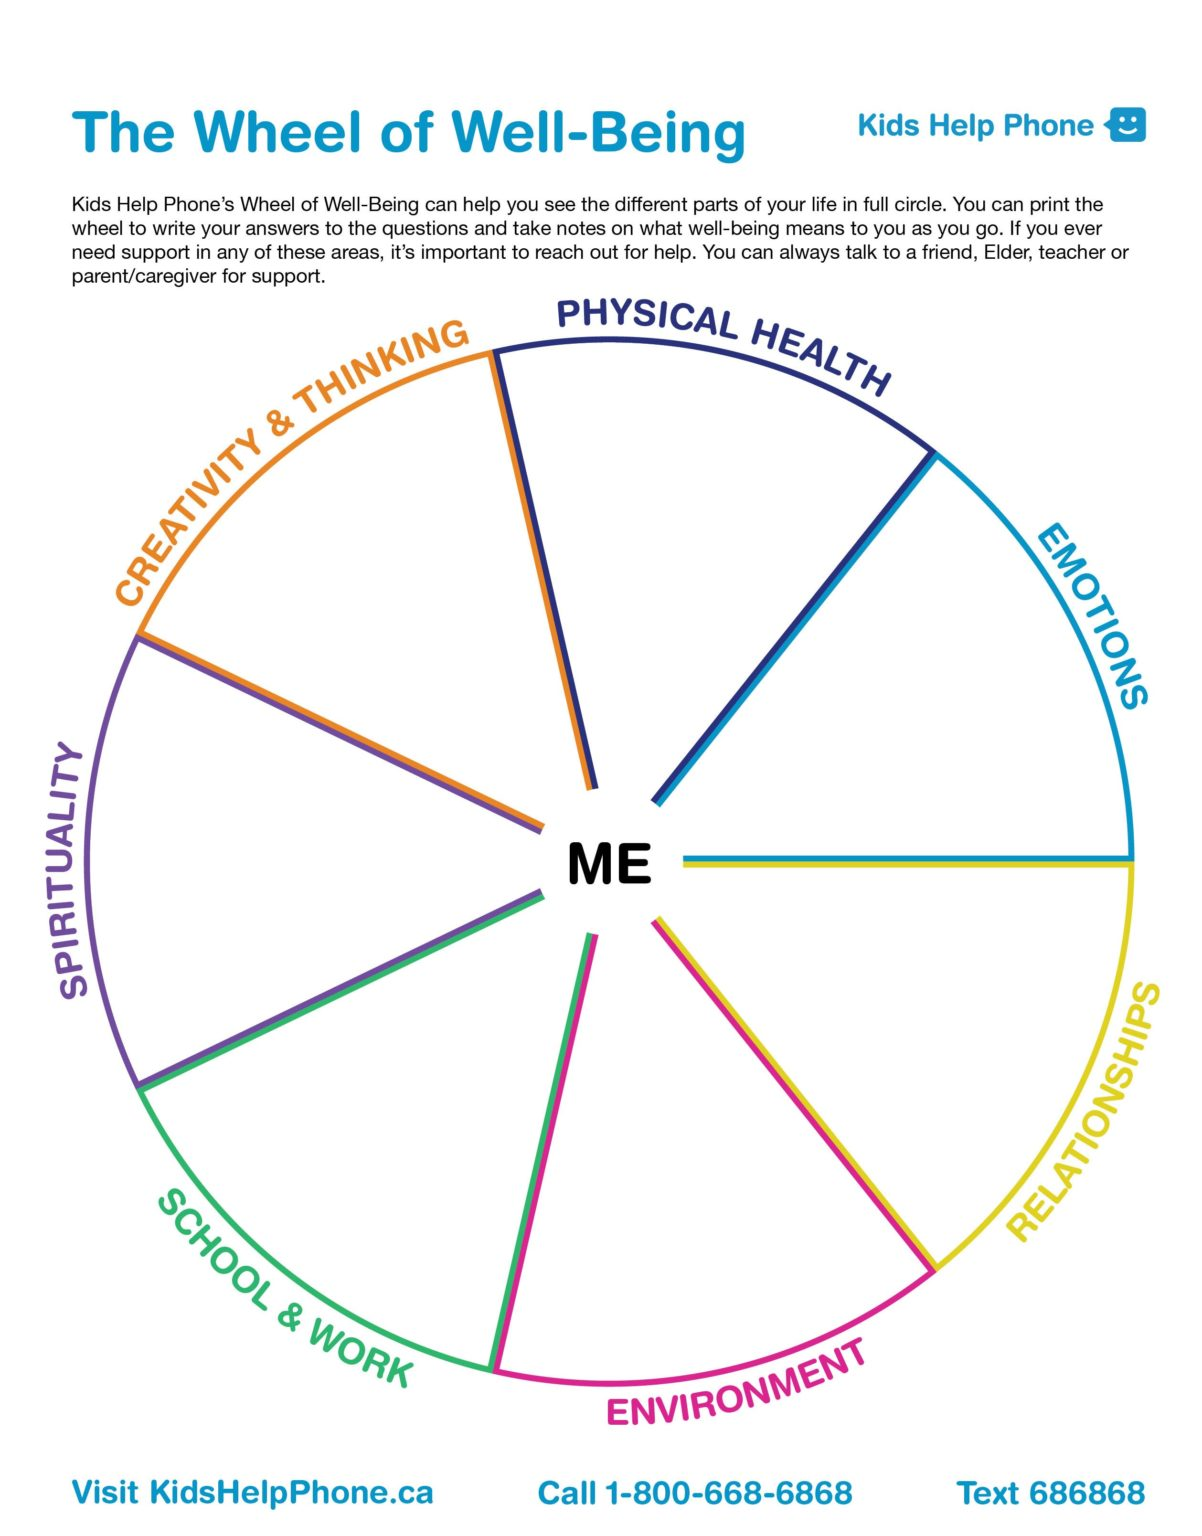 The Wheel of Well-Being
Kids Help Phone
Kids Help Phone’s Wheel of Well-Being can help you see the different parts of your life in full circle. You can print the
wheel to write your answers to the questions and take notes on what well-being means to you as you go. If you ever
need support in any of these areas, it’s important to reach out for help. You can always talk to a friend, Elder, teacher or
parent/caregiver for support.
PHYSICAL HEALTH
EMOTIONS
RELATIONSHIPS
ENVIRONMENT
SCHOOL & WORK
SPIRITUALITY
CREATIVITY & THINKING
ME
Visit KidsHelpPhone.ca
Call 1-800-668-6868
Text 686868